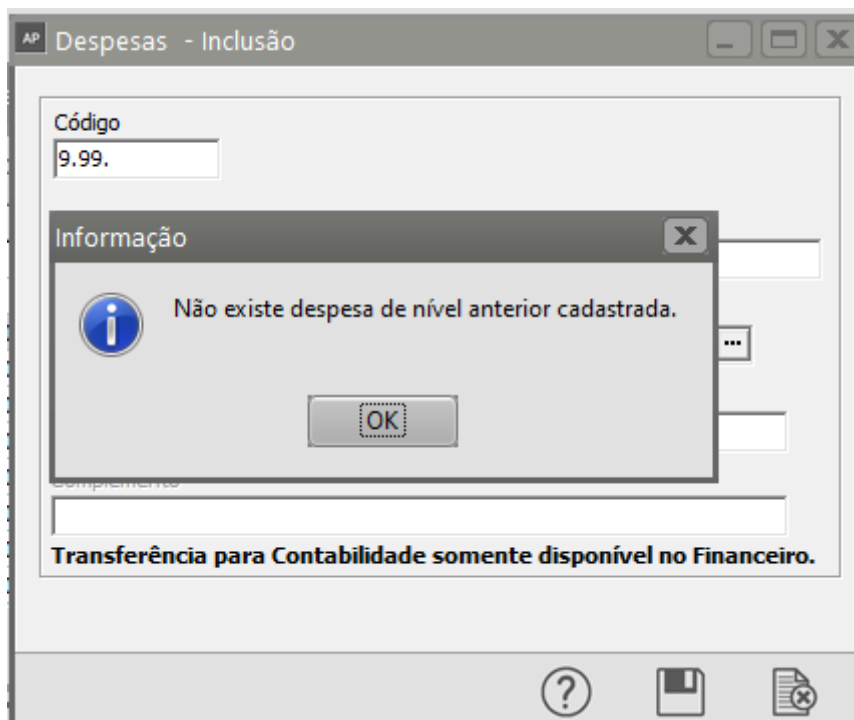 AP Despesas - Inclusão
Código
9.99.
Informação
Não existe despesa de nível anterior cadastrada.
...
OK
Complemento
Transferência para Contabilidade somente disponível no Financeiro.
?